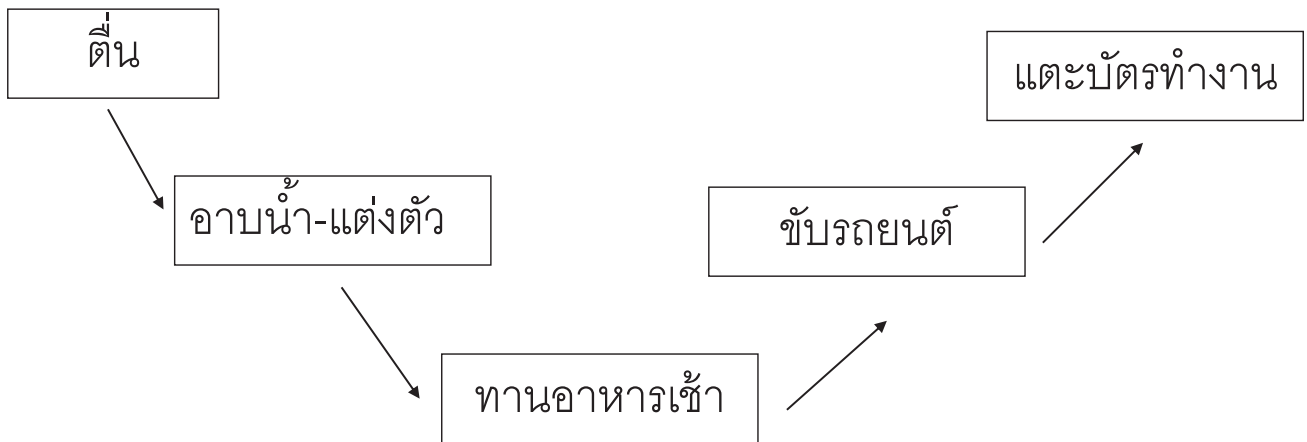 ตื่น
อาบน้ำ-แต่งตัว
ทานอาหารเช้า
ขับรถยนต์
แตะบัตรทำงาน